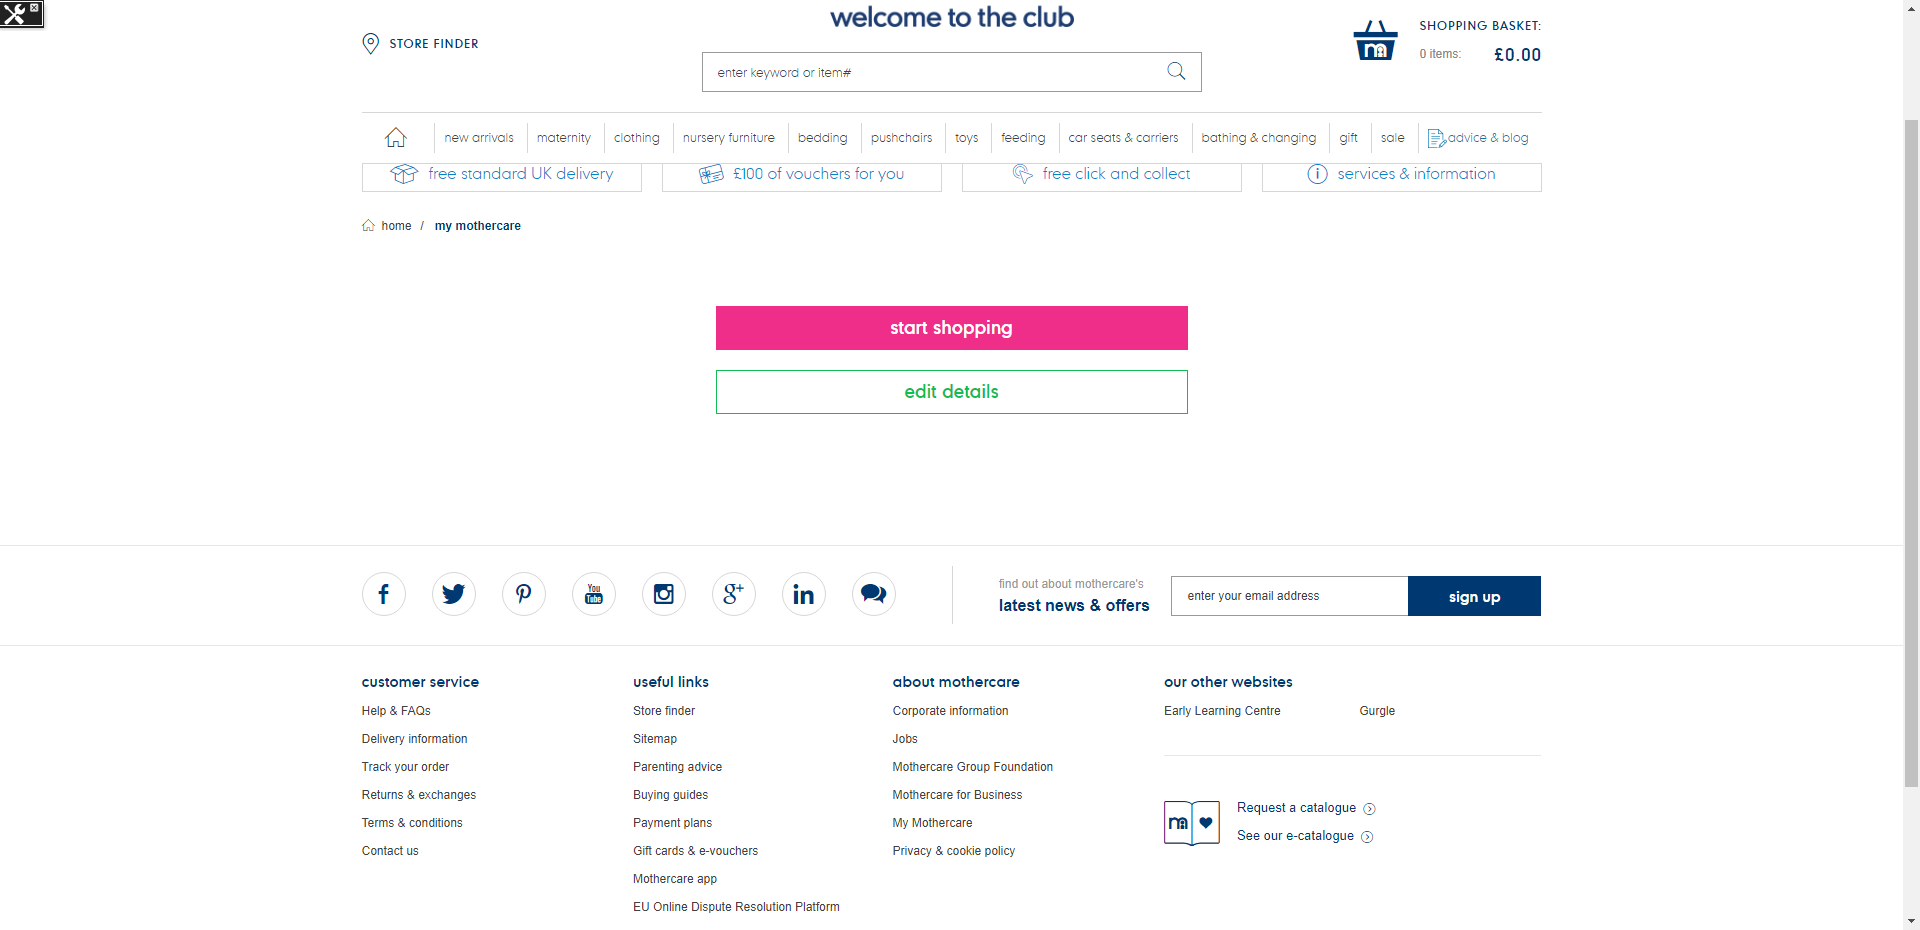 welcome to the club
STORE FINDER
enter keyword or item#
SHOPPING BASKET:
0 items: £0.00
new arrivals maternity clothing nursery furniture bedding pushchairs toys feeding car seats & carriers bathing & changing gift sale advice & blog
free standard UK delivery £100 of vouchers for you free click and collect services & information
home / my mothercare
start shopping
edit details
find out about mothercare's
latest news & offers
enter your email address
sign up
customer service
Help & FAQs
Delivery information
Track your order
Returns & exchanges
Terms & conditions
Contact us
useful links
Store finder
Sitemap
Parenting advice
Buying guides
Payment plans
Gift cards & e-vouchers
Mothercare app
EU Online Dispute Resolution Platform
about mothercare
Corporate information
Jobs
Mothercare Group Foundation
Mothercare for Business
My Mothercare
Privacy & cookie policy
our other websites
Early Learning Centre Gurgle
Request a catalogue
See our e-catalogue